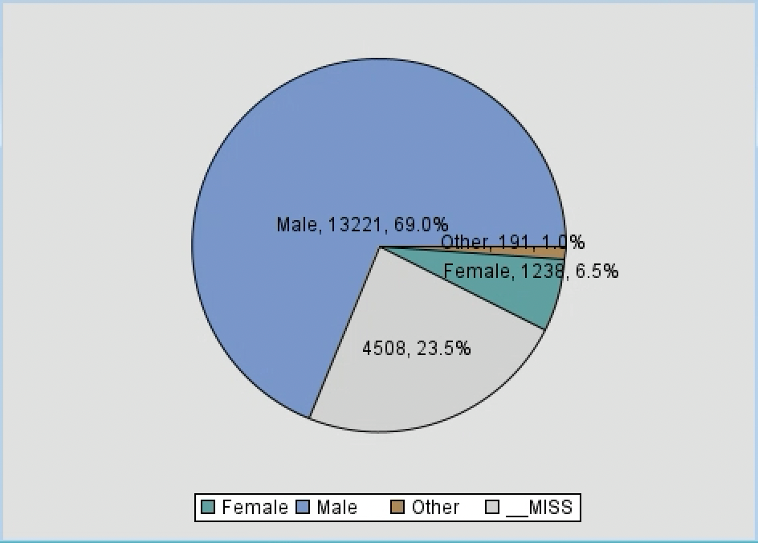 Male, 13221, 69.0%
Other, 191, 1.0%
Female, 1238, 6.5%
4508, 23.5%
Female Male Other __MISS